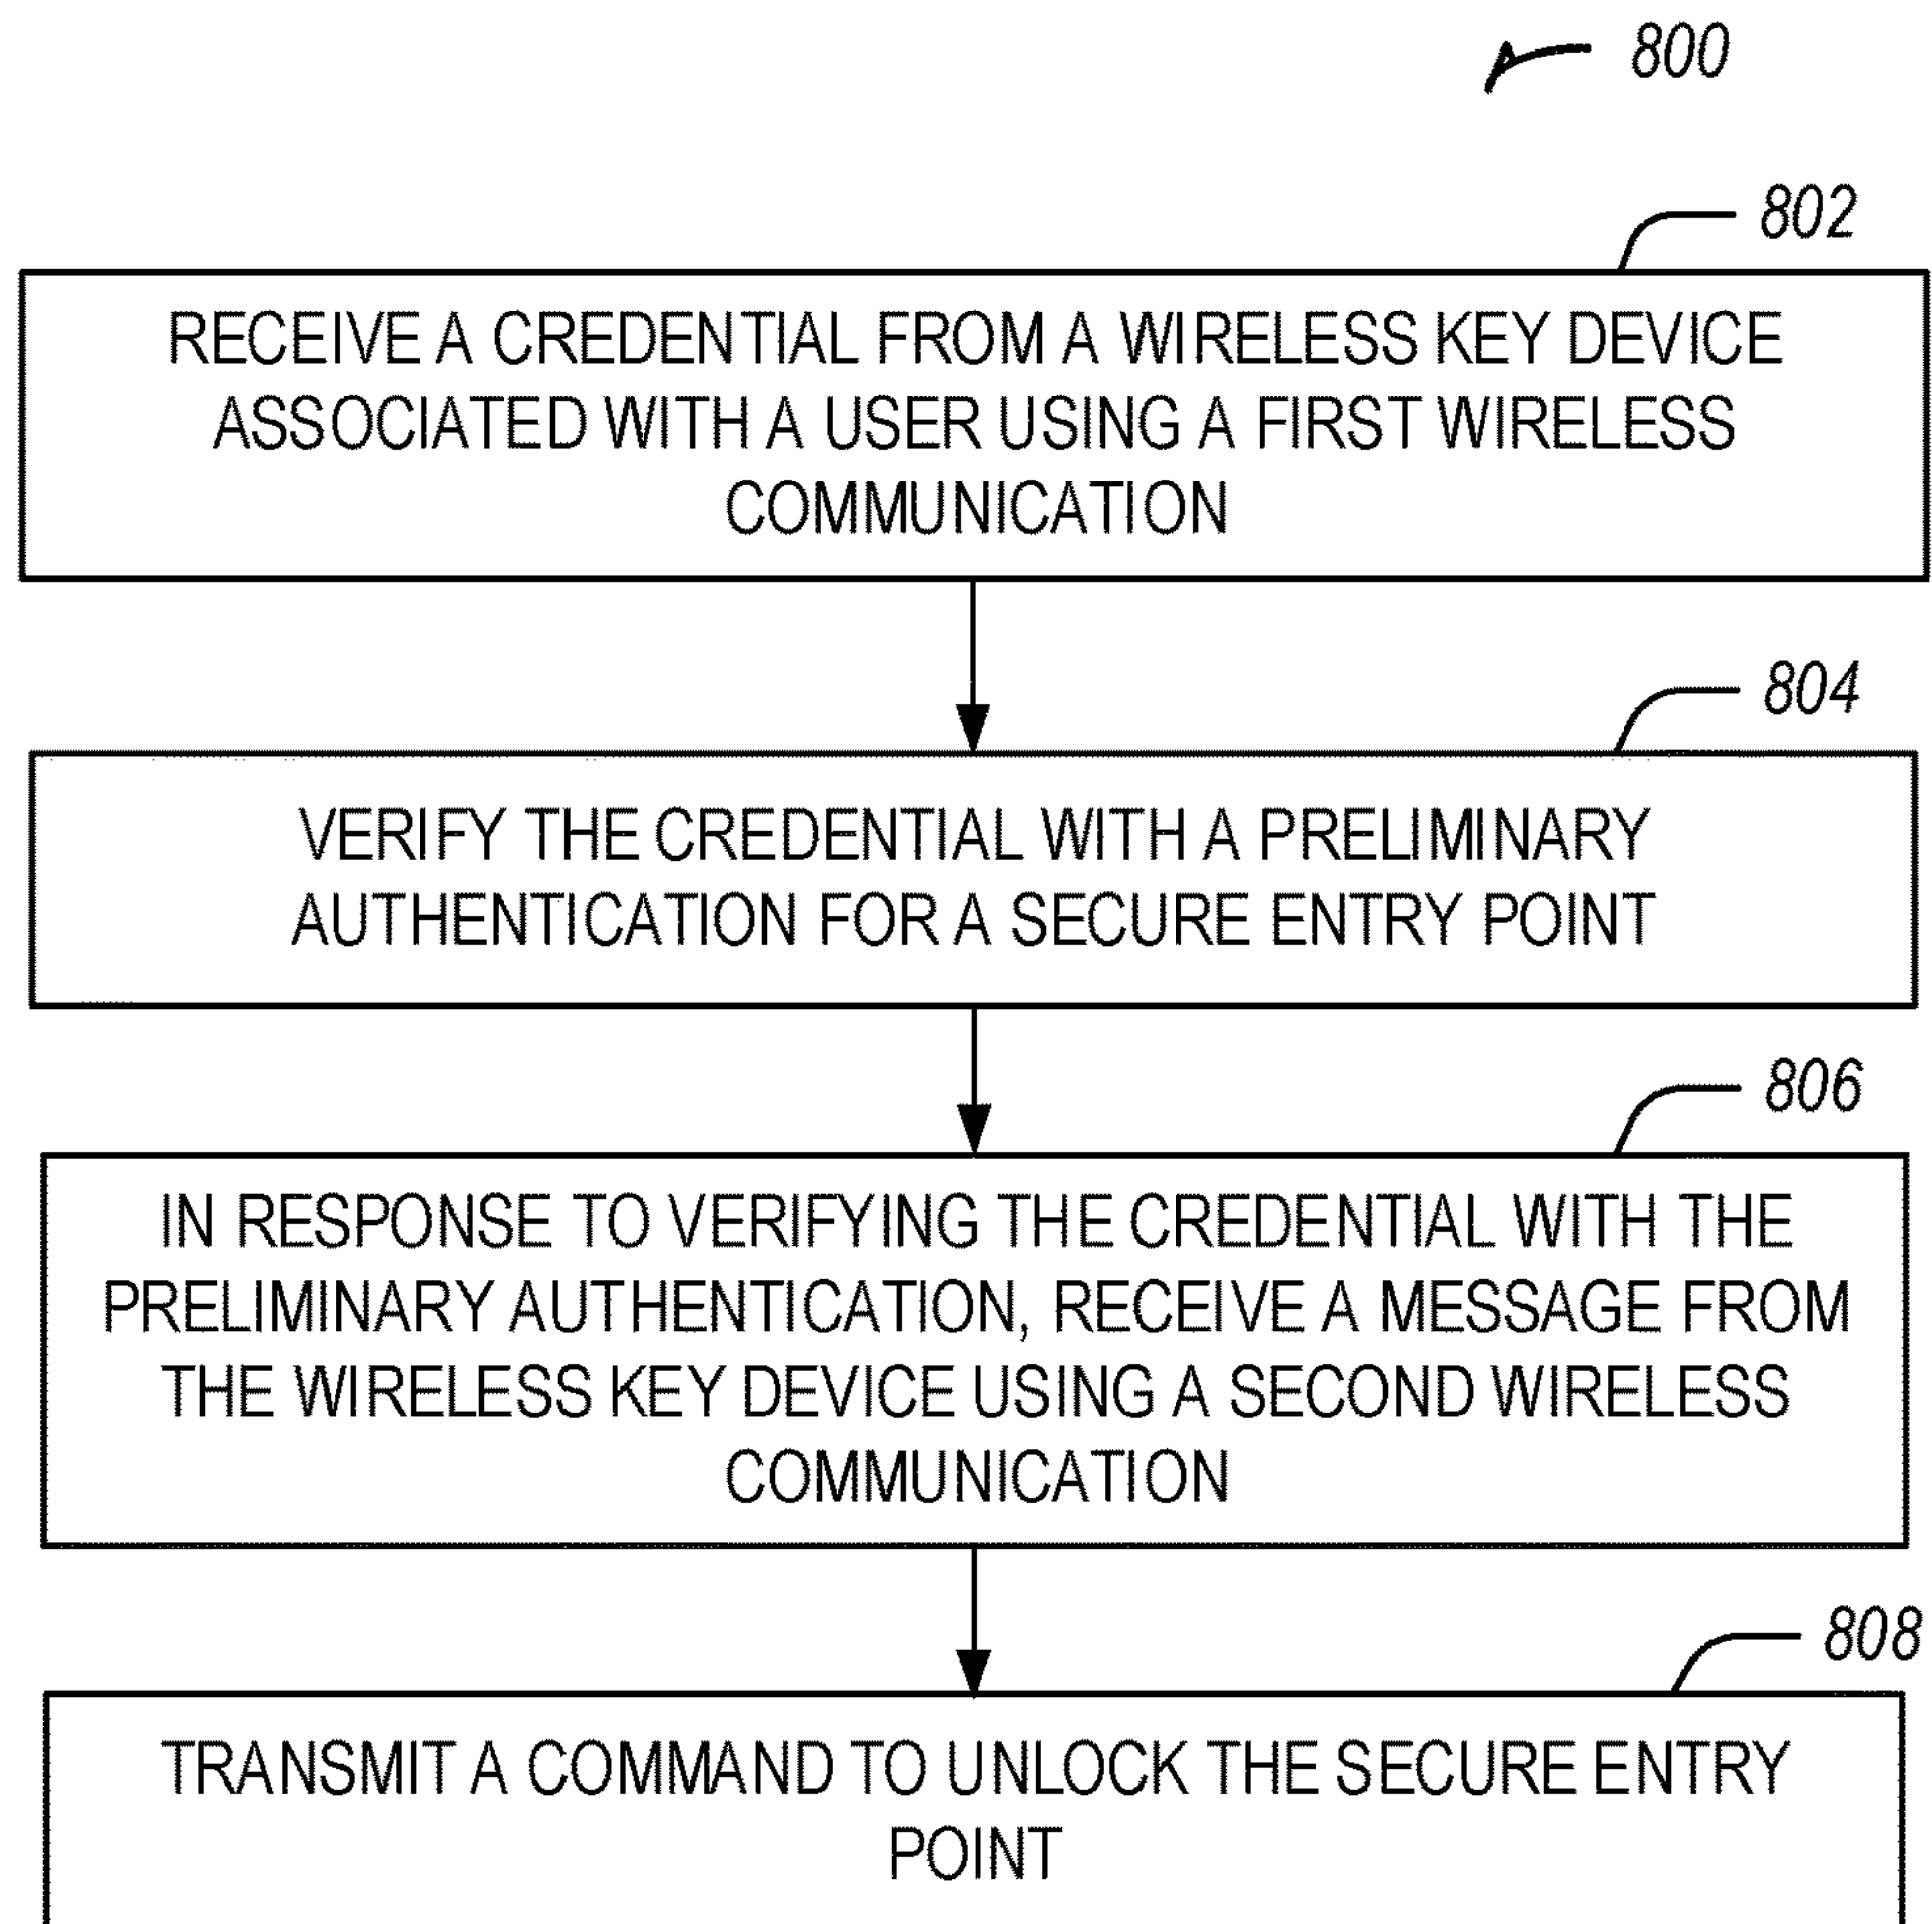 800
802
RECEIVE A CREDENTIAL FROM A WIRELESS KEY DEVICE
ASSOCIATED WITH A USER USING A FIRST WIRELESS
COMMUNICATION
804
VERIFY THE CREDENTIAL WITH A PRELIMINARY
AUTHENTICATION FOR A SECURE ENTRY POINT
806
IN RESPONSE TO VERIFYING THE CREDENTIAL WITH THE
PRELIMINARY AUTHENTICATION, RECEIVE A MESSAGE FROM
THE WIRELESS KEY DEVICE USING A SECOND WIRELESS
COMMUNICATION
808
TRANSMIT A COMMAND TO UNLOCK THE SECURE ENTRY
POINT